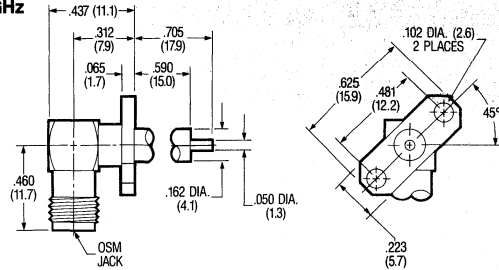 GHz
.437 (11.1)
.312
(7.9)
.705
(17.9)
.065
(1.7)
.590
(15.0)
.460
(11.7)
.162 DIA.
(4.1)
.050 DIA.
(1.3)
OSM
JACK
.102 DIA. (2.6)
2 PLACES
.625
(15.9)
.481
(12.2)
45°
.223
(5.7)